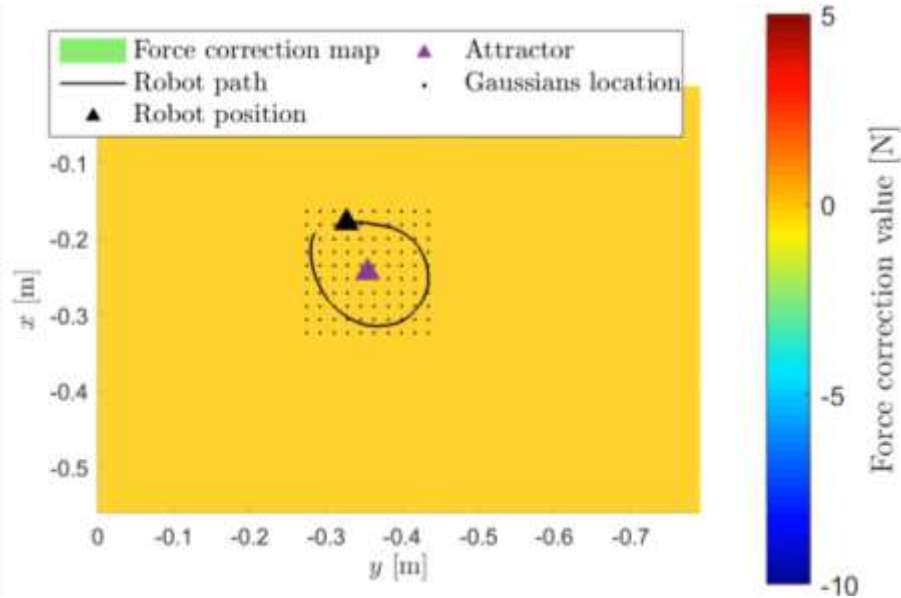 Force correction map
Attractor
Robot path
Gaussians location
Robot position
-0.1
-0.2
-0.3
-0.4
-0.5
x [m]
0
-0.1
-0.2
-0.3
-0.4
-0.5
-0.6
-0.7
y [m]
5
0
-5
-10
Force correction value [N]